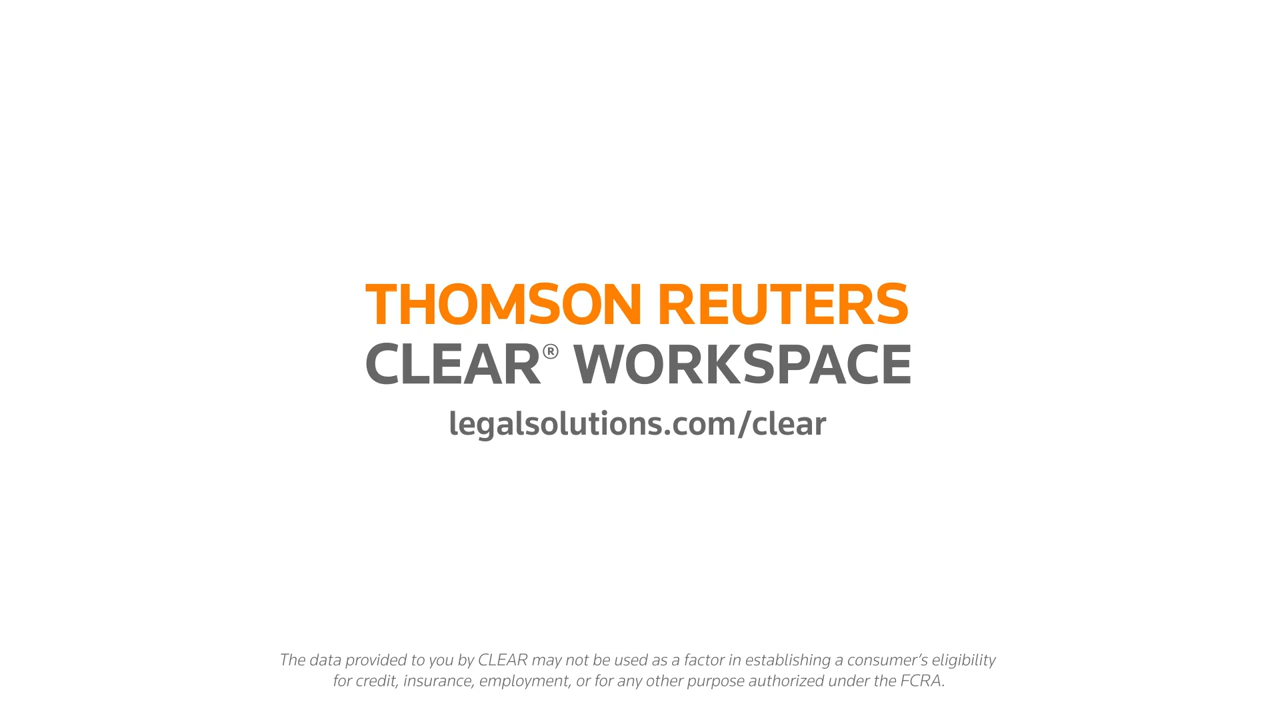 THOMSON REUTERS
CLEAR® WORKSPACE
legalsolutions.com/clear
The data provided to you by CLEAR may not be used as a factor in establishing a consumer’s eligibility
for credit, insurance, employment, or for any other purpose authorized under the FCRA.